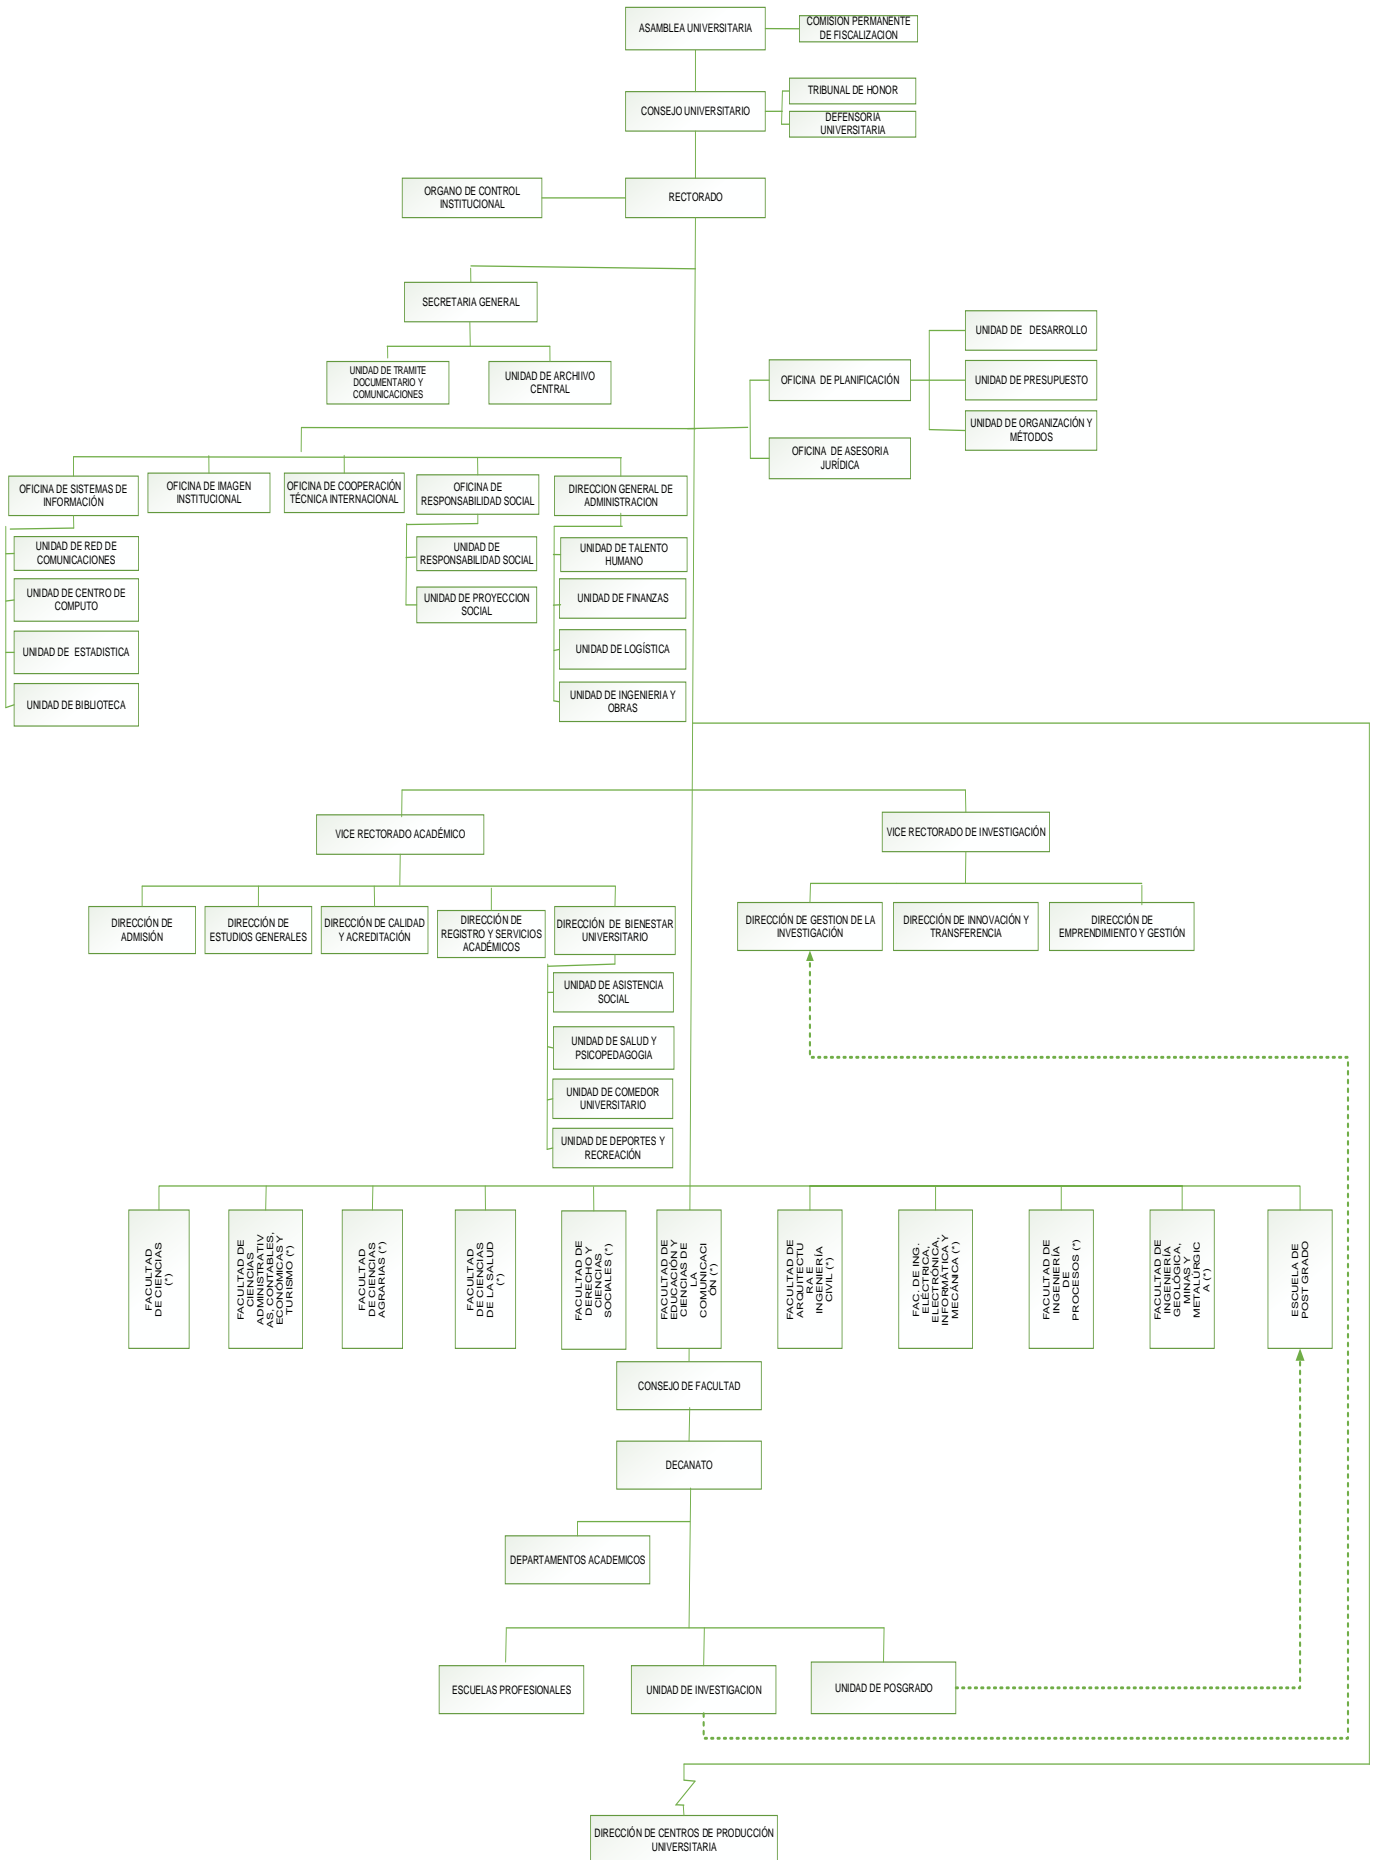 ASAMBLEA UNIVERSITARIA
COMISION PERMANENTE
DE FISCALIZACION
TRIBUNAL DE HONOR
CONSEJO UNIVERSITARIO
DEFENSORIA
UNIVERSITARIA
ORGANO DE CONTROL
INSTITUCIONAL
RECTORADO
SECRETARIA GENERAL
UNIDAD DE TRAMITE
DOCUMENTARIO Y
COMUNICACIONES
UNIDAD DE ARCHIIVO
CENTRAL
OFICINA DE PLANIFICACIÓN
UNIDAD DE DESARROLLO
UNIDAD DE PRESUPUESTO
UNIDAD DE ORGANIZACIÓN Y
MÉTODOS
OFICINA DE ASESORIA
JURÍDICA
OFICINA DE SISTEMAS DE
INFORMACIÓN
OFICINA DE IMAGEN
INSTITUCIONAL
OFICINA DE COOPERACIÓN
TÉCNICA INTERNACIONAL
OFICINA DE
RESPONSABILIDAD SOCIAL
DIRECCION GENERAL DE
ADMINISTRACION
UNIDAD DE RED DE
COMUNICACIONES
UNIDAD DE CENTRO DE
COMPUTO
UNIDAD DE ESTADISTICA
UNIDAD DE BIBLIOTECA
UNIDAD DE
RESPONSABILIDAD SOCIAL
UNIDAD DE PROYECCION
SOCIAL
UNIDAD DE TALENTO
HUMANO
UNIDAD DE FINANZAS
UNIDAD DE LOGÍSTICA
UNIDAD DE INGENIERIA Y
OBRAS
VICE RECTORADO ACADÉMICO
VICE RECTORADO DE INVESTIGACIÓN
DIRECCIÓN DE
ADMISIÓN
DIRECCIÓN DE
ESTUDIOS GENERALES
DIRECCIÓN DE CALIDAD
Y ACREDITACIÓN
DIRECCIÓN DE
REGISTRO Y SERVICIOS
ACADÉMICOS
DIRECCIÓN DE BIENESTAR
UNIVERSITARIO
DIRECCIÓN DE GESTION DE LA
INVESTIGACIÓN
DIRECCIÓN DE INNOVACIÓN Y
TRANSFERENCIA
DIRECCIÓN DE
EMPRENDIMIENTO Y GESTIÓN
UNIDAD DE ASISTENCIA
SOCIAL
UNIDAD DE SALUD Y
PSICOPEDAGOGIA
UNIDAD DE COMEDOR
UNIVERSITARIO
UNIDAD DE DEPORTES Y
RECREACIÓN
FACULTAD
DE CIENCIAS
(*)
FACULTAD DE
CIENCIAS
ADMINISTRATIV
AS, CONTABLES,
ECONÓMICAS Y
TURISMO (*)
FACULTAD
DE CIENCIAS
AGRARIAS (*)
FACULTAD
DE CIENCIAS
DE LA SALUD
(*)
FACULTAD DE
DERECHO Y
CIENCIAS
SOCIALES (*)
FACULTAD DE
EDUCACIÓN Y
CIENCIAS DE
LA
COMUNICACI
ÓN (*)
FACULTAD DE
ARQUITECTU
RA E
INGENIERÍA
CIVIL (*)
FAC. DE ING.
ELÉCTRICA,
ELECTRÓNICA,
INFORMÁTICA Y
MECÁNICA (*)
FACULTAD DE
INGENIERÍA
DE
PROCESOS (*)
FACULTAD DE
INGENIERÍA
GEOLÓGICA,
MINAS Y
METALÚRGIC
A (*)
ESCUELA DE
POST GRADO
CONSEJO DE FACULTAD
DECANATO
DEPARTAMENTOS ACADEMICOS
ESCUELAS PROFESIONALES
UNIDAD DE INVESTIGACION
UNIDAD DE POSGRADO
DIRECCIÓN DE CENTROS DE PRODUCCIÓN
UNIVERSITARIA